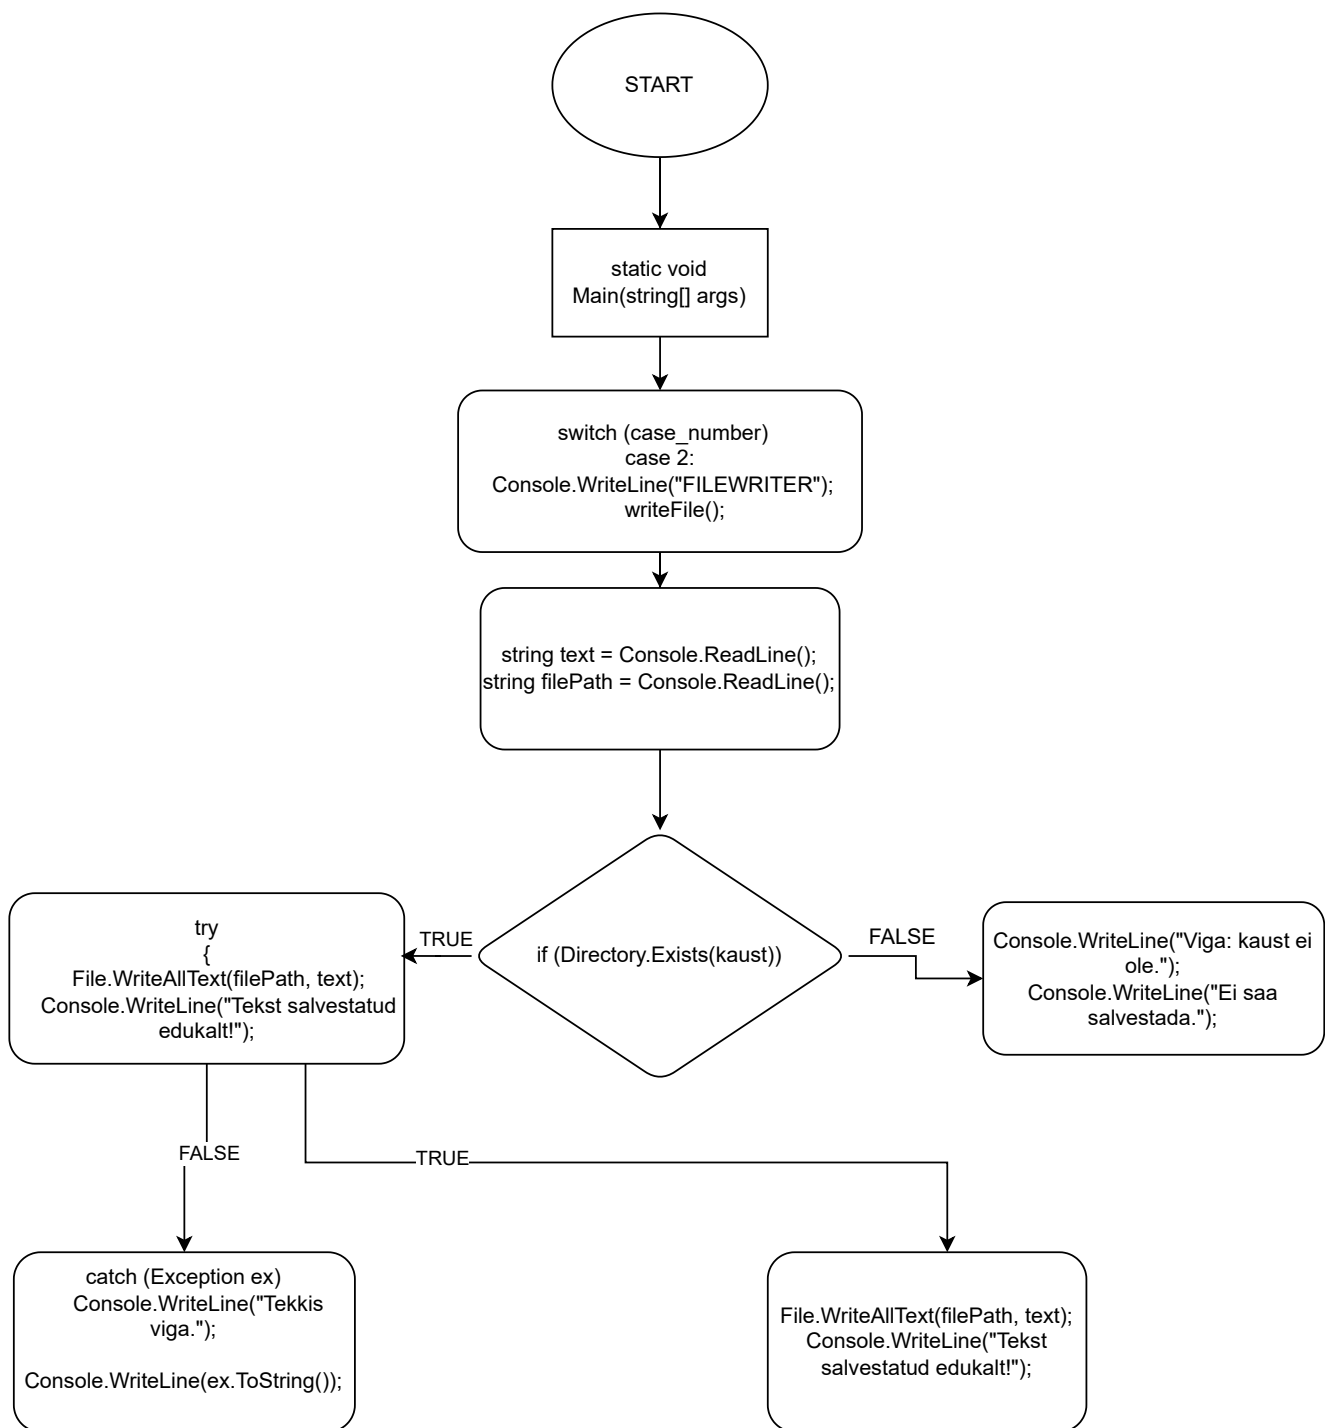 START
static void
Main(string[] args)
switch (case_number)
case 2:
Console.WriteLine("FILEWRITER");
writeFile();
string text = Console.ReadLine();
string filePath = Console.ReadLine();
if (Directory.Exists(kaust))
TRUE
FALSE
try
{
File.WriteAllText(filePath, text);
Console.WriteLine("Tekst salvestatud
edukalt!");
Console.WriteLine("Viga: kaust ei
ole.");
Console.WriteLine("Ei saa
salvestada.");
FALSE
TRUE
catch (Exception ex)
Console.WriteLine("Tekkis
viga.");
Console.WriteLine(ex.ToString());
File.WriteAllText(filePath, text);
Console.WriteLine("Tekst
salvestatud edukalt!");